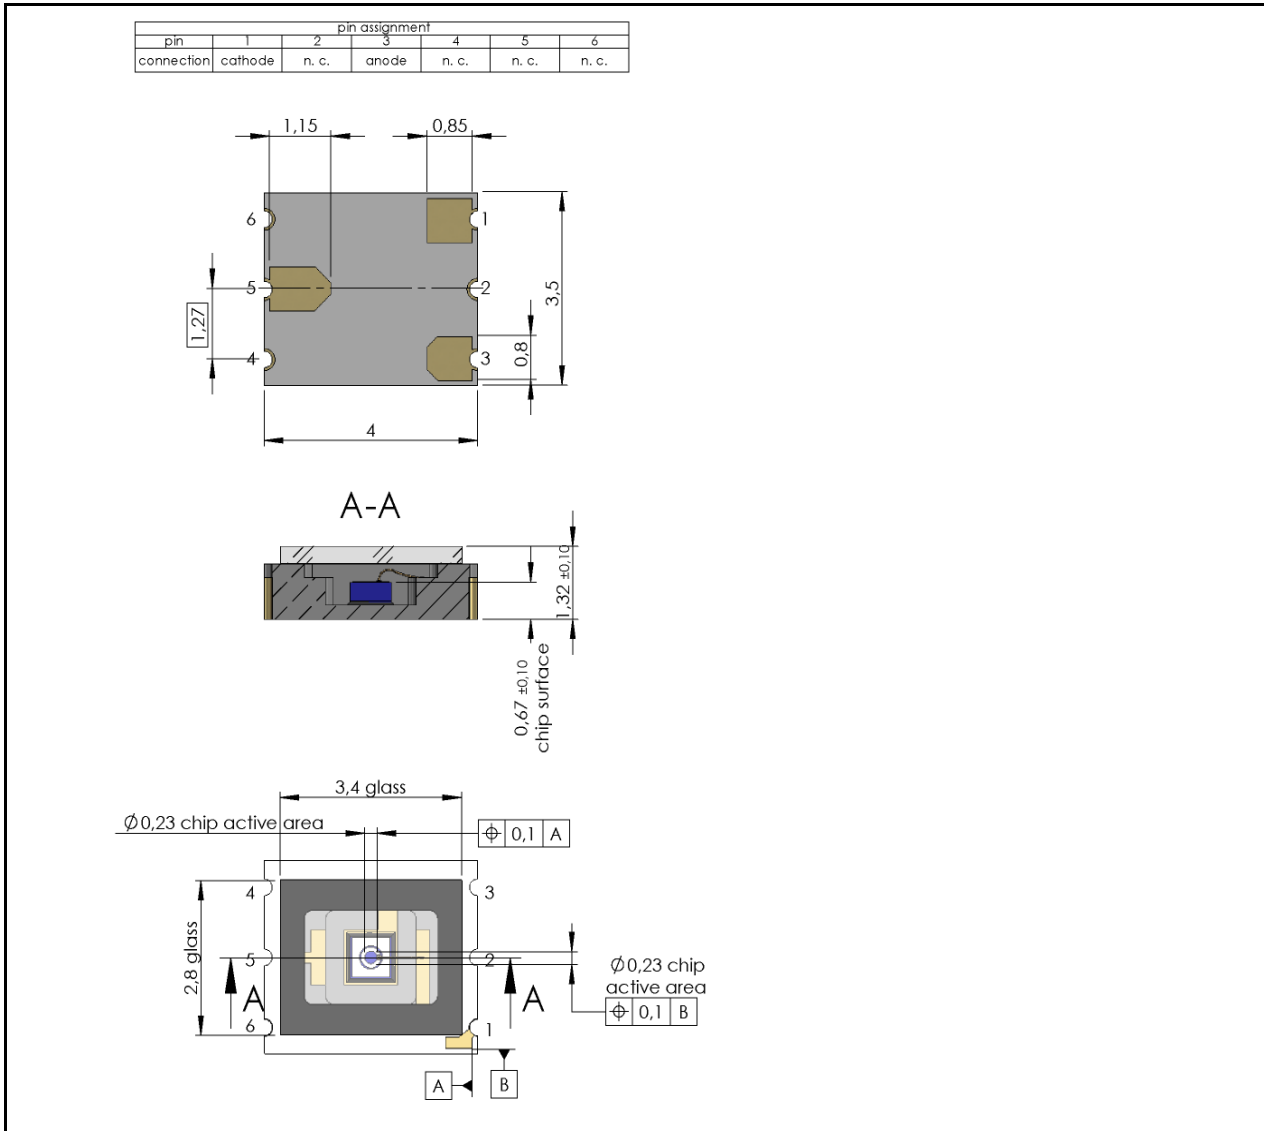 pin assignment
pin 1 2 3 4 5 6
connection cathode n. c. anode n. c. n. c. n. c.
1,15 0,85
6 1
5 2
1,27
3,5
4 3
0,8
4
A-A
1,32 ±0,10
0,67 ±0,10
chip surface
3,4 glass
Ø0,23 chip active area
⌖ 0,1 A
4 3
2,8 glass
5 2
A A
Ø0,23 chip
active area
⌖ 0,1 B
6 1
A B